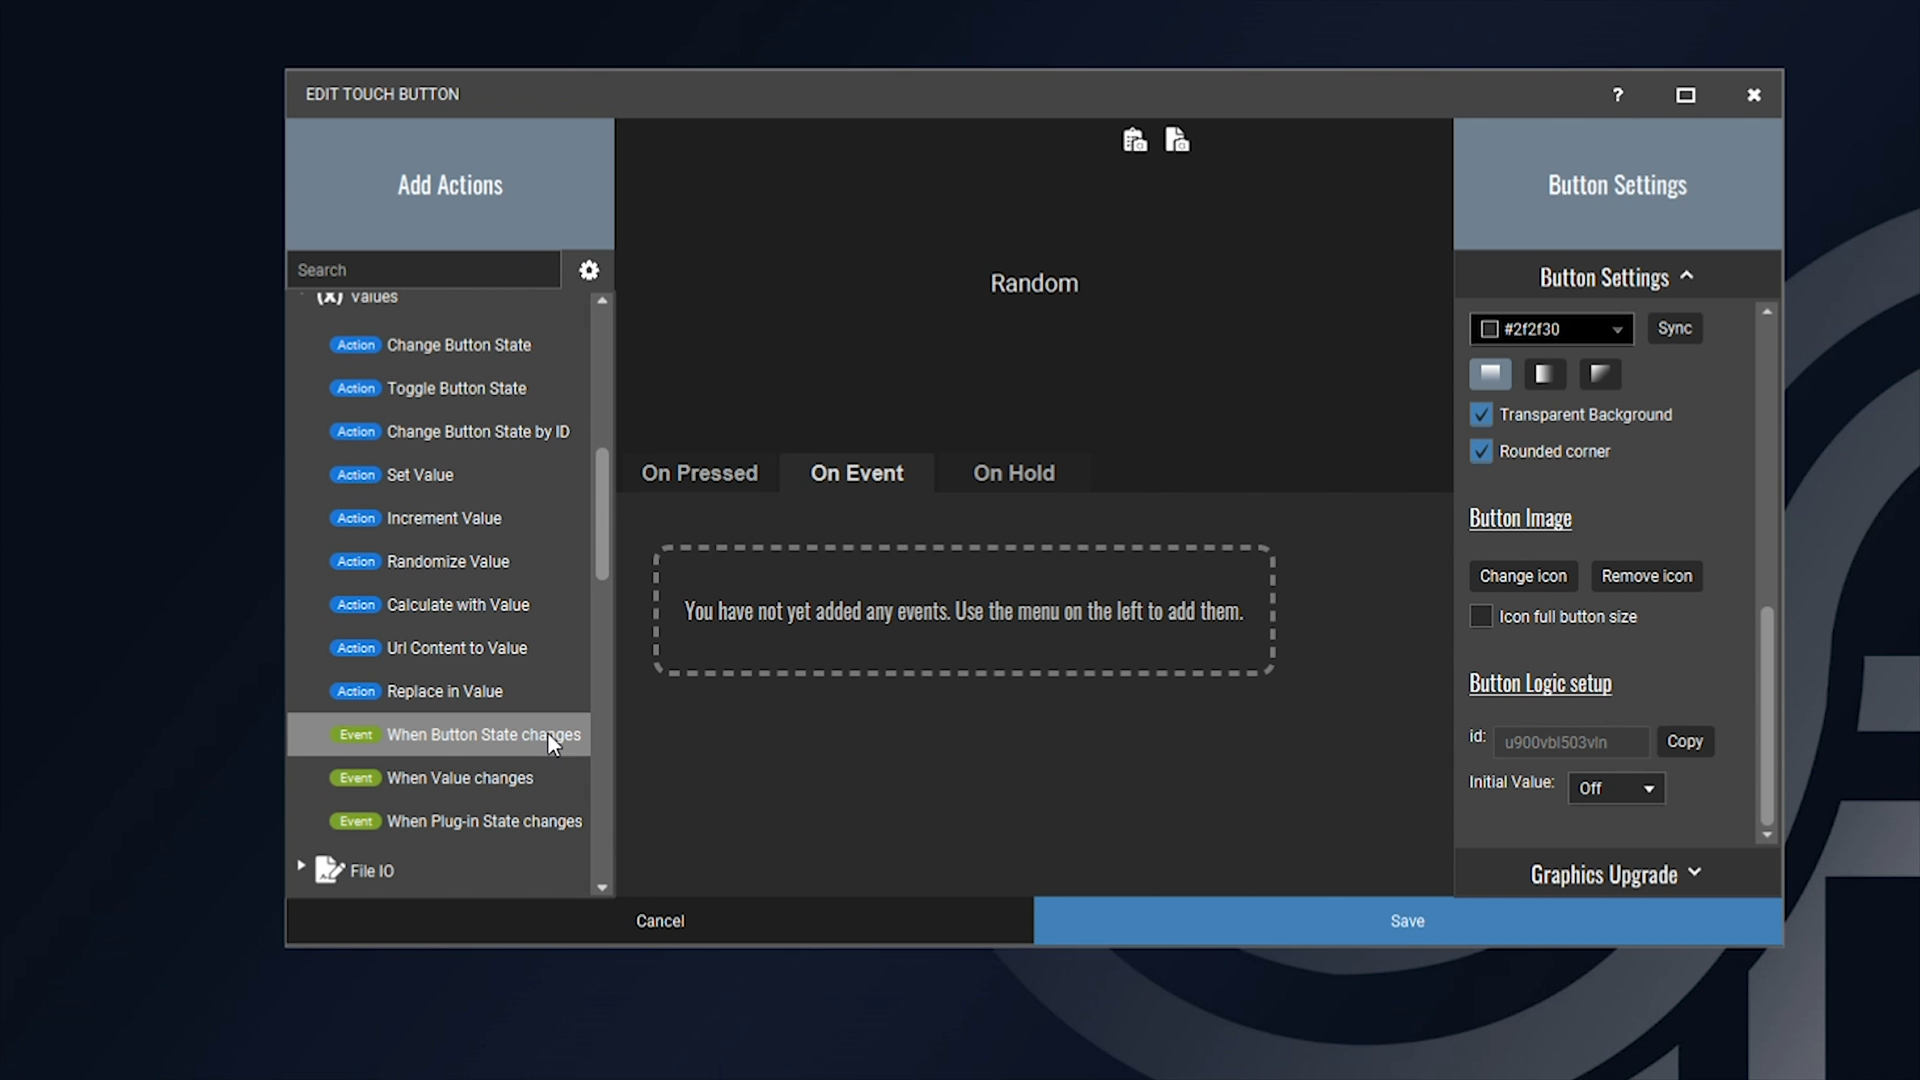 EDIT TOUCH BUTTON
?
Add Actions
Search
(X) Values
Action Change Button State
Action Toggle Button State
Action Change Button State by ID
Action Set Value
Action Increment Value
Action Randomize Value
Action Calculate with Value
Action Url Content to Value
Action Replace in Value
Event When Button State changes
Event When Value changes
Event When Plug-in State changes
File IO
Random
On Pressed
On Event
On Hold
You have not yet added any events. Use the menu on the left to add them.
Button Settings
Button Settings
#2f2f30
Sync
Transparent Background
Rounded corner
Button Image
Change icon
Remove icon
Icon full button size
Button Logic setup
id: u900vbl503vln
Copy
Initial Value: Off
Graphics Upgrade
Cancel
Save